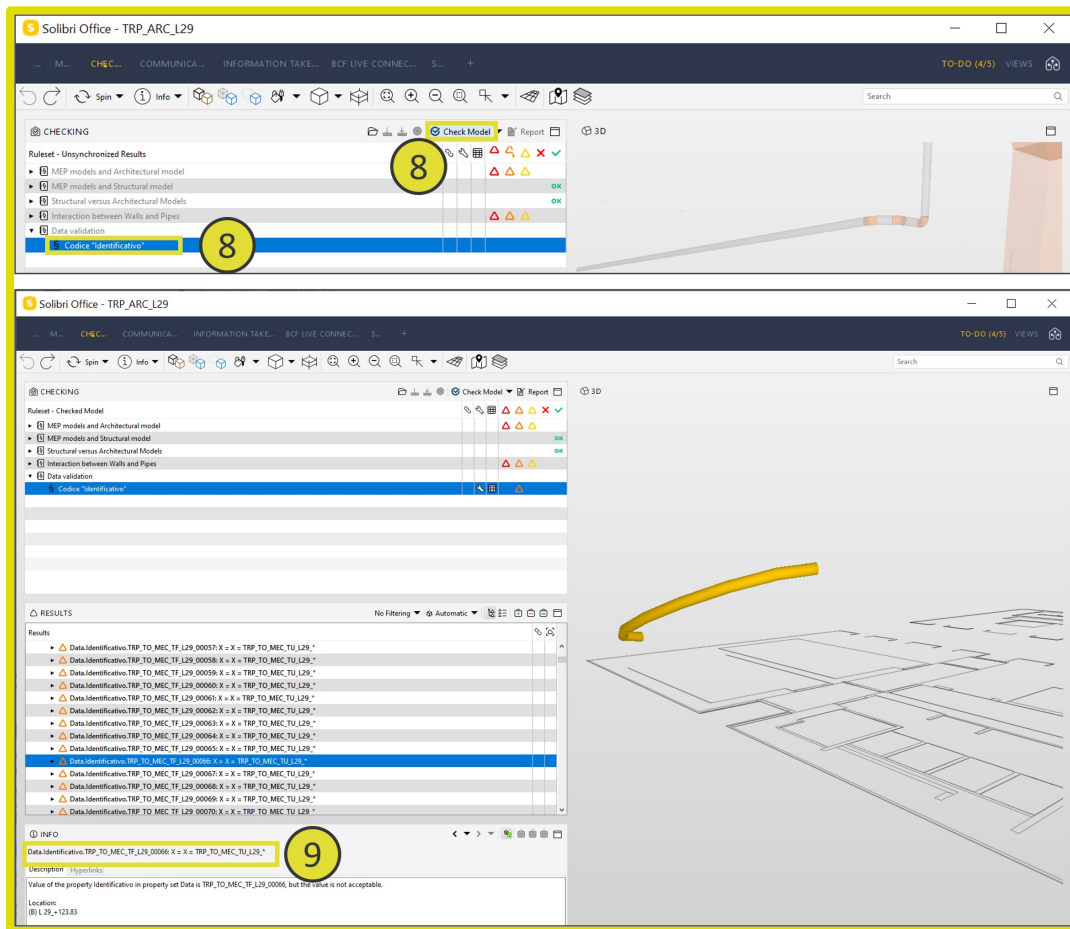 S Solibri Office - TRP_ARC_L29
... M... CHEC... COMMUNICA... INFORMATION TAKE... BCF LIVE CONNEC... S... + TO-DO (4/5) VIEWS
Spin Info Search
CHECKING Check Model Report 3D
Ruleset - Unsynchronized Results
MEP models and Architectural model
MEP models and Structural model OK
Structural versus Architectural Models OK
Interaction between Walls and Pipes
Data validation
§ Codice "Identificativo"
8
8
S Solibri Office - TRP_ARC_L29
... M... CHEC... COMMUNICA... INFORMATION TAKE... BCF LIVE CONNEC... S... + TO-DO (4/5) VIEWS
Spin Info Search
CHECKING Check Model Report 3D
Ruleset - Checked Model
MEP models and Architectural model
MEP models and Structural model OK
Structural versus Architectural Models OK
Interaction between Walls and Pipes
Data validation
§ Codice "Identificativo"
RESULTS No Filtering Automatic
Results
Data.Identificativo.TRP_TO_MEC_TF_L29_00057: X = X = TRP_TO_MEC_TU_L29_*
Data.Identificativo.TRP_TO_MEC_TF_L29_00058: X = X = TRP_TO_MEC_TU_L29_*
Data.Identificativo.TRP_TO_MEC_TF_L29_00059: X = X = TRP_TO_MEC_TU_L29_*
Data.Identificativo.TRP_TO_MEC_TF_L29_00060: X = X = TRP_TO_MEC_TU_L29_*
Data.Identificativo.TRP_TO_MEC_TF_L29_00061: X = X = TRP_TO_MEC_TU_L29_*
Data.Identificativo.TRP_TO_MEC_TF_L29_00062: X = X = TRP_TO_MEC_TU_L29_*
Data.Identificativo.TRP_TO_MEC_TF_L29_00063: X = X = TRP_TO_MEC_TU_L29_*
Data.Identificativo.TRP_TO_MEC_TF_L29_00064: X = X = TRP_TO_MEC_TU_L29_*
Data.Identificativo.TRP_TO_MEC_TF_L29_00065: X = X = TRP_TO_MEC_TU_L29_*
Data.Identificativo.TRP_TO_MEC_TF_L29_00066: X = X = TRP_TO_MEC_TU_L29_*
Data.Identificativo.TRP_TO_MEC_TF_L29_00067: X = X = TRP_TO_MEC_TU_L29_*
Data.Identificativo.TRP_TO_MEC_TF_L29_00068: X = X = TRP_TO_MEC_TU_L29_*
Data.Identificativo.TRP_TO_MEC_TF_L29_00069: X = X = TRP_TO_MEC_TU_L29_*
Data.Identificativo.TRP_TO_MEC_TF_L29_00070: X = X = TRP_TO_MEC_TU_L29_*
INFO
Data.Identificativo.TRP_TO_MEC_TF_L29_00066: X = X = TRP_TO_MEC_TU_L29_*
9
Description Hyperlinks
Value of the property Identificativo in property set Data is TRP_TO_MEC_TF_L29_00066, but the value is not acceptable.
Location:
(B) L 29_+123.83